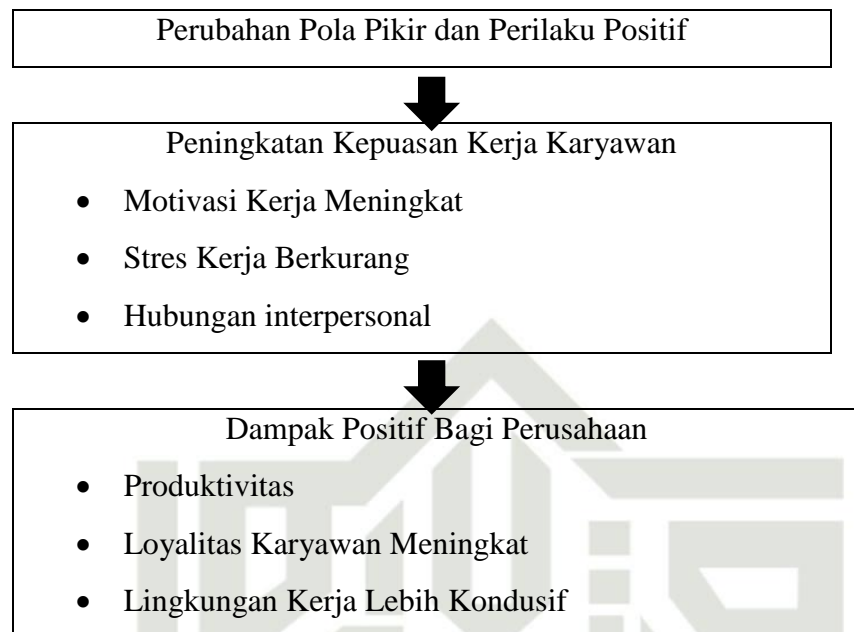 Perubahan Pola Pikir dan Perilaku Positif
Peningkatan Kepuasan Kerja Karyawan
• Motivasi Kerja Meningkat
• Stres Kerja Berkurang
• Hubungan interpersonal
Dampak Positif Bagi Perusahaan
• Produktivitas
• Loyalitas Karyawan Meningkat
• Lingkungan Kerja Lebih Kondusif